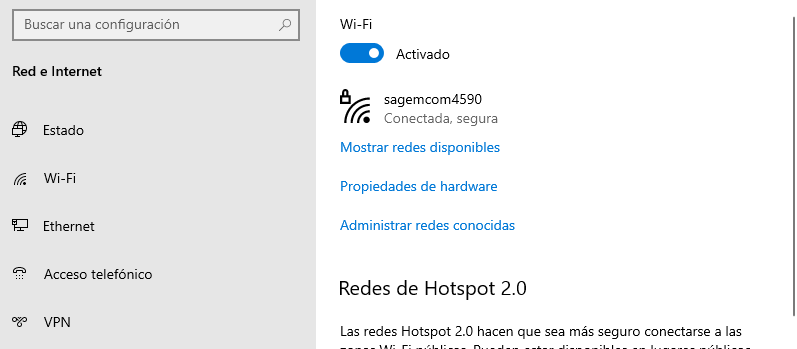 Buscar una configuración
Red e Internet
Estado
Wi-Fi
Ethernet
Acceso telefónico
VPN
Wi-Fi
Activado
sagemcom4590
Conectada, segura
Mostrar redes disponibles
Propiedades de hardware
Administrar redes conocidas
Redes de Hotspot 2.0
Las redes Hotspot 2.0 hacen que sea más seguro conectarse a las
zonas Wi-Fi públicas. Pueden estar disponibles en lugares públicos